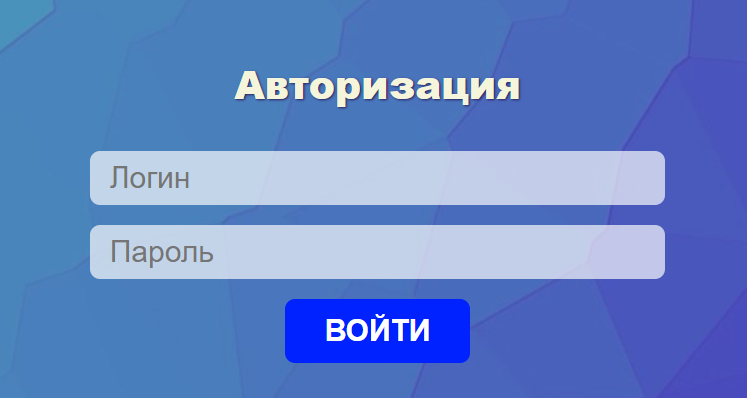 Авторизация
Логин
Пароль
ВОЙТИ